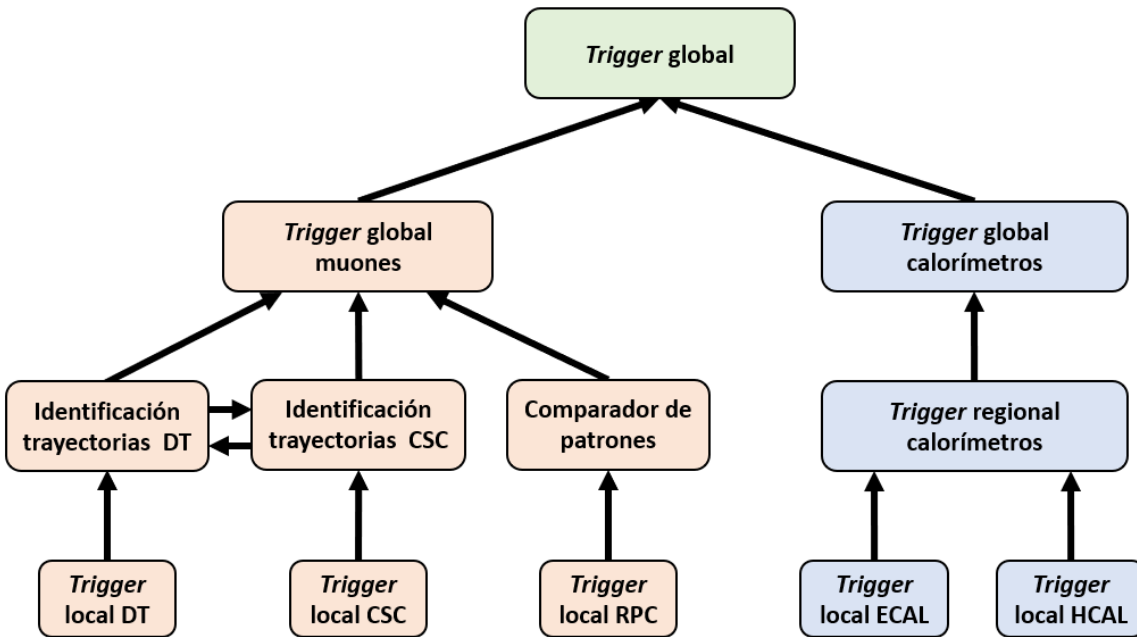 Trigger global
Trigger global
muones
Trigger global
calorímetros
Identificación
trayectorias DT
Identificación
trayectorias CSC
Comparador de
patrones
Trigger regional
calorímetros
Trigger
local DT
Trigger
local CSC
Trigger
local RPC
Trigger
local ECAL
Trigger
local HCAL